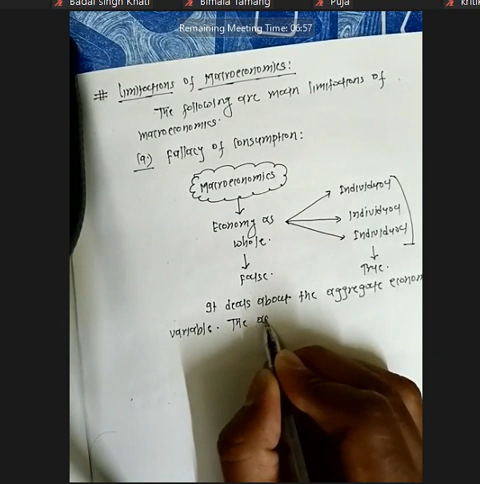 Badal singh Khati
Bimala Tamang
Puja
kritik
Remaining Meeting Time: 06:57
# Limitations of Macroeconomics:
The following are main limitations of
macroeconomics.
(a.) Fallacy of Consumption:
Macroeconomics
Economy as
whole.
False.
Individual
Individual
Individual
True.
It deals about the aggregate econom
variable. The as